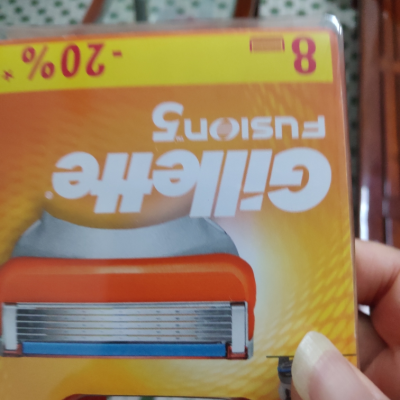 Gillette
FUSION5
8 -20% *